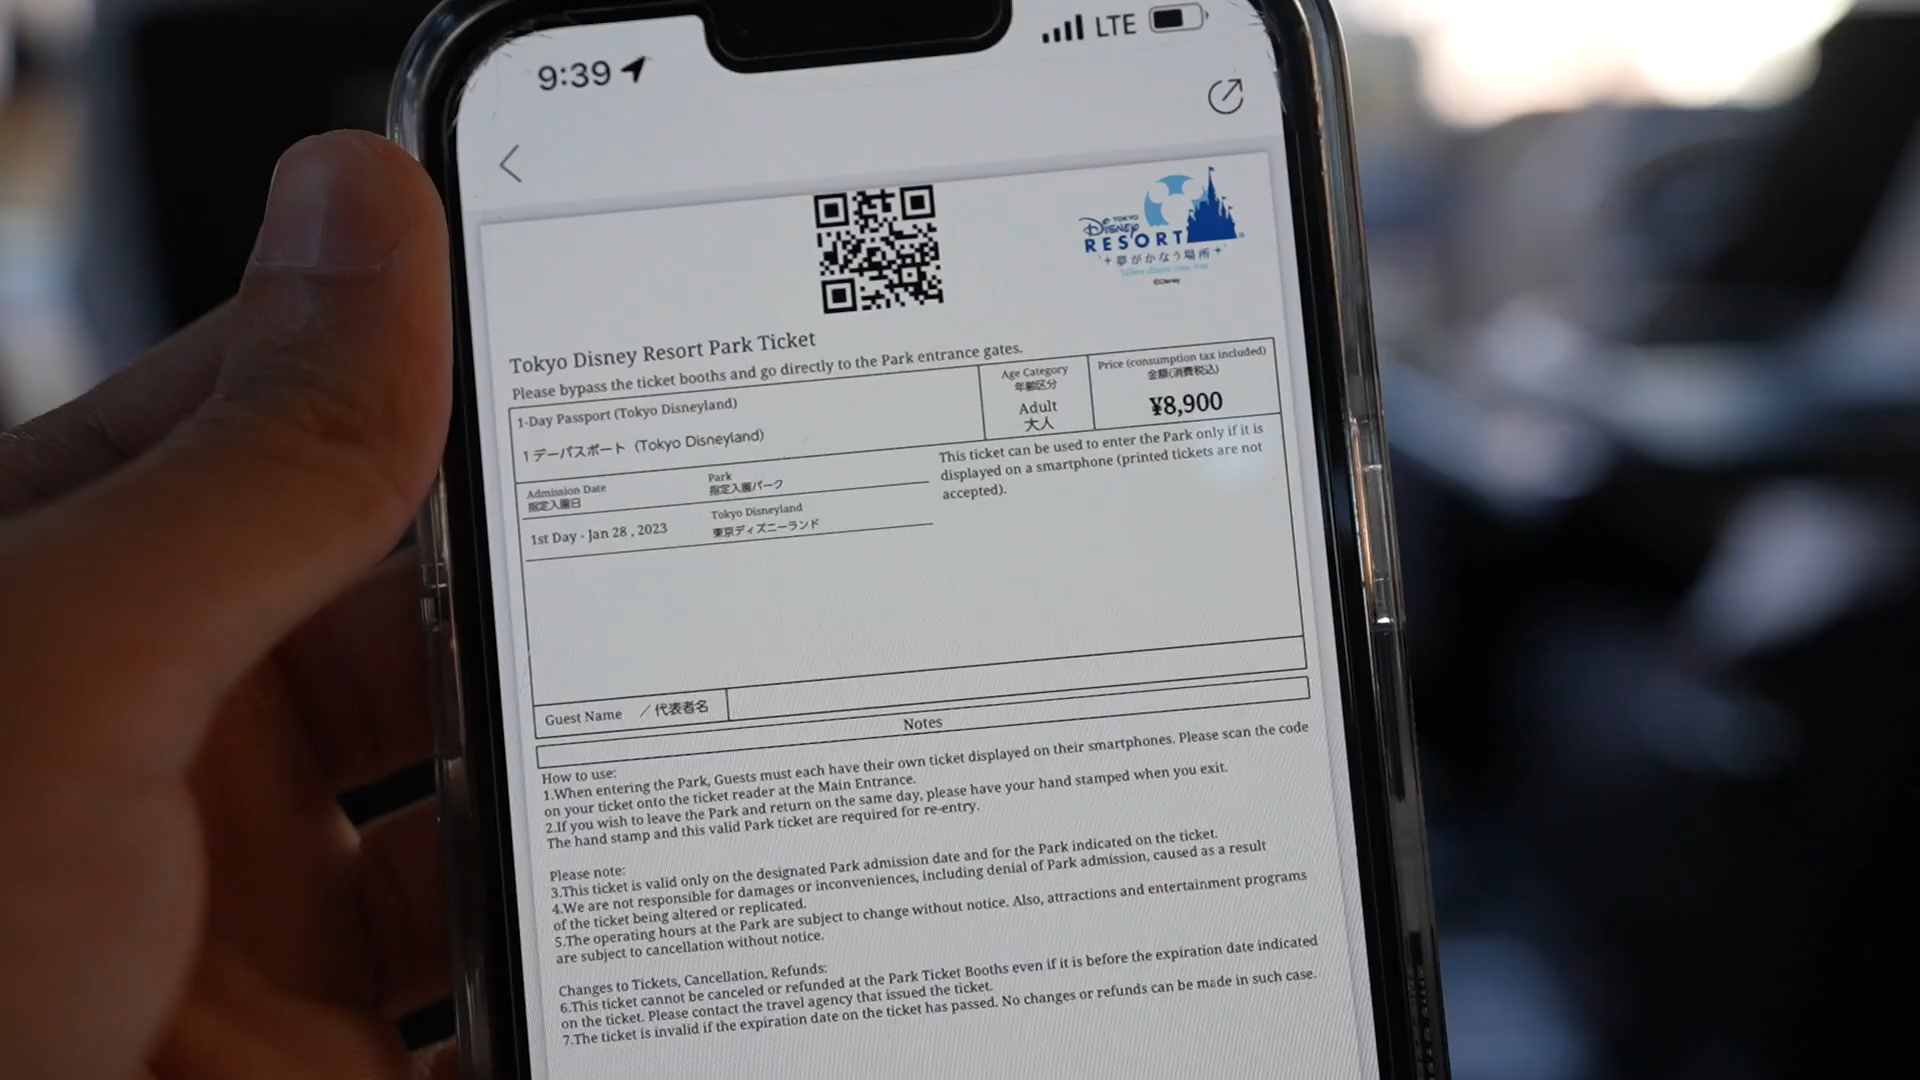 9:39
LTE
TOKYO
Disney
RESORT
夢がかなう場所
©Disney
Tokyo Disney Resort Park Ticket
Please bypass the ticket booths and go directly to the Park entrance gates.
1-Day Passport (Tokyo Disneyland)
1デーパスポート (Tokyo Disneyland)
Age Category
年齢区分
Adult
大人
Price (consumption tax included)
金額(消費税込)
¥8,900
Admission Date
指定入園日
Park
指定入園パーク
1st Day - Jan 28 , 2023
Tokyo Disneyland
東京ディズニーランド
This ticket can be used to enter the Park only if it is
displayed on a smartphone (printed tickets are not
accepted).
Guest Name ／代表者名
Notes
How to use:
1.When entering the Park, Guests must each have their own ticket displayed on their smartphones. Please scan the code
on your ticket onto the ticket reader at the Main Entrance.
2.If you wish to leave the Park and return on the same day, please have your hand stamped when you exit.
The hand stamp and this valid Park ticket are required for re-entry.
Please note:
3.This ticket is valid only on the designated Park admission date and for the Park indicated on the ticket.
4.We are not responsible for damages or inconveniences, including denial of Park admission, caused as a result
of the ticket being altered or replicated.
5.The operating hours at the Park are subject to change without notice. Also, attractions and entertainment programs
are subject to cancellation without notice.
Changes to Tickets, Cancellation, Refunds:
6.This ticket cannot be canceled or refunded at the Park Ticket Booths even if it is before the expiration date indicated
on the ticket. Please contact the travel agency that issued the ticket.
7.The ticket is invalid if the expiration date on the ticket has passed. No changes or refunds can be made in such case.